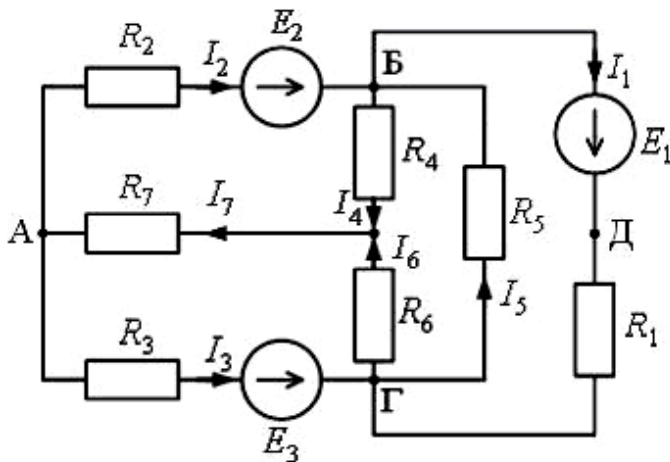 R2 I2 E2 Б I1
R4 E1
А R7 I7 I4 R5 Д
I6 I5
R3 I3 R6 R1
E3 Г